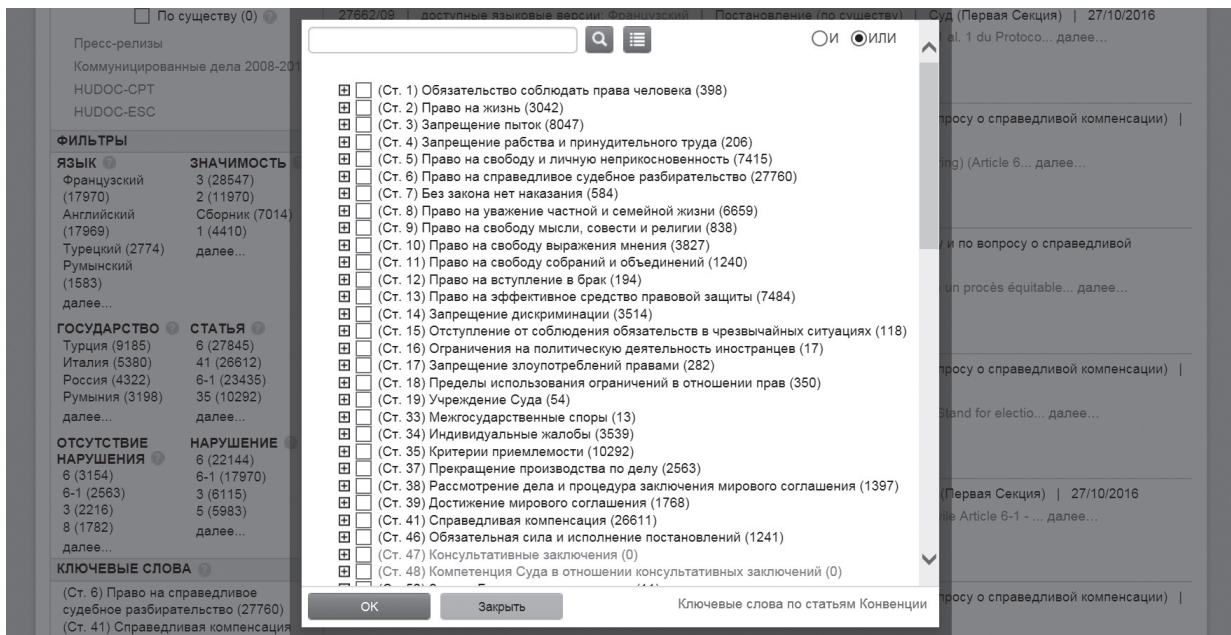 По существу (0)
Пресс-релизы
Коммуницированные дела 2008-201
HUDOC-CPT
HUDOC-ESC
ФИЛЬТРЫ
ЯЗЫК
Французский
(17970)
Английский
(17969)
Турецкий (2774)
Румынский
(1583)
далее...
ЗНАЧИМОСТЬ
3 (28547)
2 (11970)
Сборник (7014)
1 (4410)
далее...
ГОСУДАРСТВО
Турция (9185)
Италия (5380)
Россия (4322)
Румыния (3198)
далее...
СТАТЬЯ
6 (27845)
41 (26612)
6-1 (23435)
35 (10292)
далее...
ОТСУТСТВИЕ
НАРУШЕНИЯ
6 (3154)
6-1 (2563)
3 (2216)
8 (1782)
далее...
НАРУШЕНИЕ
6 (22144)
6-1 (17970)
3 (6115)
5 (5983)
далее...
КЛЮЧЕВЫЕ СЛОВА
(Ст. 6) Право на справедливое
судебное разбирательство (27760)
(Ст. 41) Справедливая компенсация
27662/09 | доступные языковые версии: Французский | Постановление (по существу) | Суд (Первая Секция) | 27/10/2016
И ИЛИ
(Ст. 1) Обязательство соблюдать права человека (398)
(Ст. 2) Право на жизнь (3042)
(Ст. 3) Запрещение пыток (8047)
(Ст. 4) Запрещение рабства и принудительного труда (206)
(Ст. 5) Право на свободу и личную неприкосновенность (7415)
(Ст. 6) Право на справедливое судебное разбирательство (27760)
(Ст. 7) Без закона нет наказания (584)
(Ст. 8) Право на уважение частной и семейной жизни (6659)
(Ст. 9) Право на свободу мысли, совести и религии (838)
(Ст. 10) Право на свободу выражения мнения (3827)
(Ст. 11) Право на свободу собраний и объединений (1240)
(Ст. 12) Право на вступление в брак (194)
(Ст. 13) Право на эффективное средство правовой защиты (7484)
(Ст. 14) Запрещение дискриминации (3514)
(Ст. 15) Отступление от соблюдения обязательств в чрезвычайных ситуациях (118)
(Ст. 16) Ограничения на политическую деятельность иностранцев (17)
(Ст. 17) Запрещение злоупотреблений правами (282)
(Ст. 18) Пределы использования ограничений в отношении прав (350)
(Ст. 19) Учреждение Суда (54)
(Ст. 33) Межгосударственные споры (13)
(Ст. 34) Индивидуальные жалобы (3539)
(Ст. 35) Критерии приемлемости (10292)
(Ст. 37) Прекращение производства по делу (2563)
(Ст. 38) Рассмотрение дела и процедура заключения мирового соглашения (1397)
(Ст. 39) Достижение мирового соглашения (1768)
(Ст. 41) Справедливая компенсация (26611)
(Ст. 46) Обязательная сила и исполнение постановлений (1241)
(Ст. 47) Консультативные заключения (0)
(Ст. 48) Компетенция Суда в отношении консультативных заключений (0)
OK
Закрыть
Ключевые слова по статьям Конвенции
al. 1 du Protoco... далее...
просу о справедливой компенсации) |
ing) (Article 6... далее...
у и по вопросу о справедливой
un procès équitable... далее...
просу о справедливой компенсации) |
Stand for electio... далее...
(Первая Секция) | 27/10/2016
ile Article 6-1 - ... далее...
просу о справедливой компенсации) |